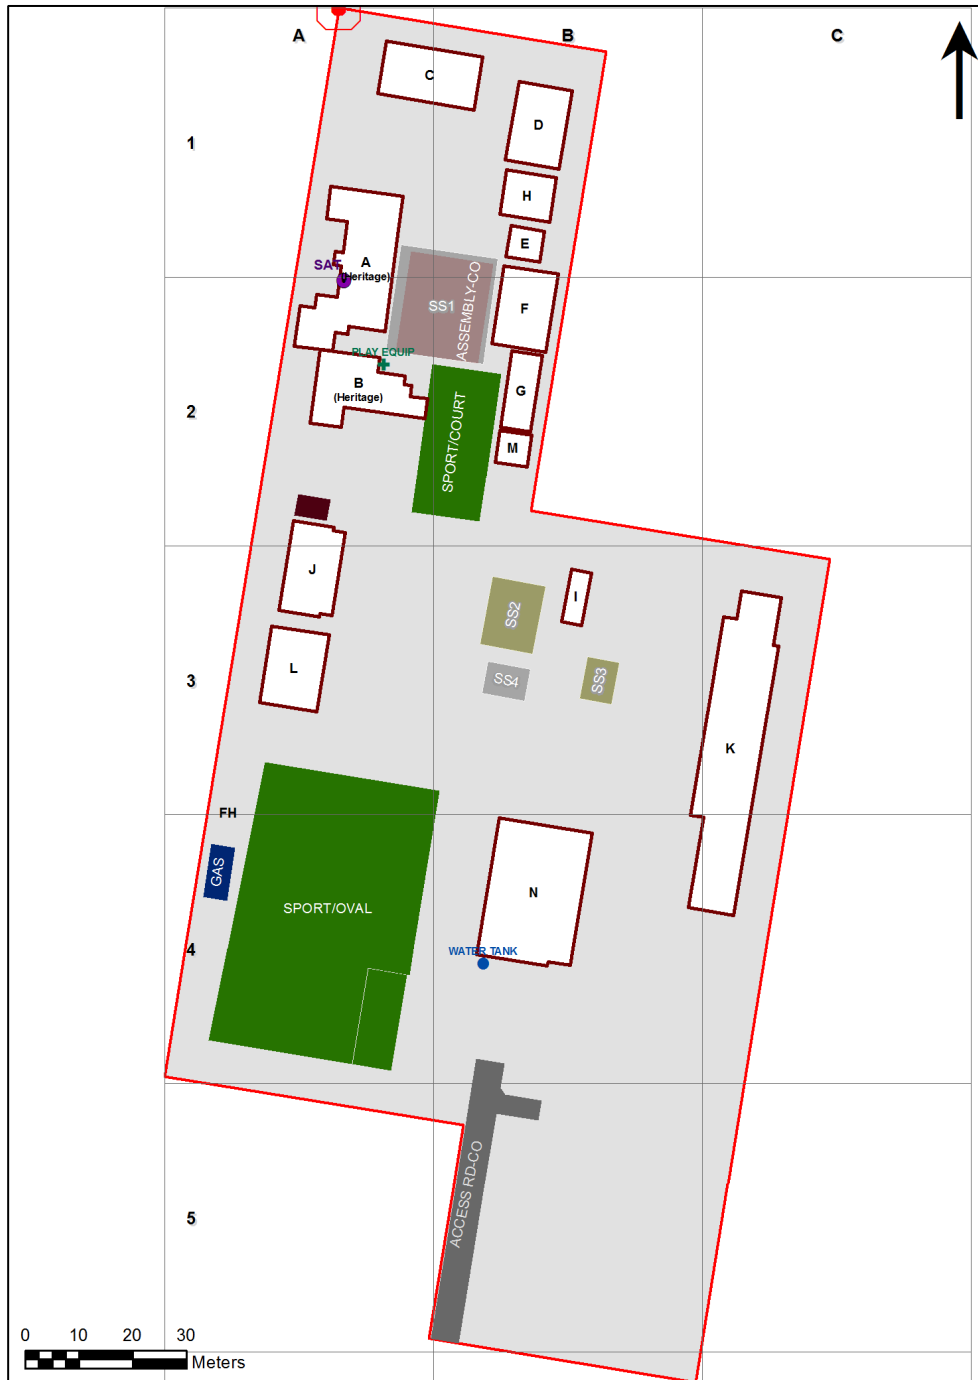 A
B
C
C
D
1
H
E
SAT
A
(Heritage)
SS1
ASSEMBLY-CO
F
PLAY EQUIP
B
(Heritage)
G
2
SPORT/COURT
M
J
I
SS2
L
SS4
SS3
3
K
FH
GAS
SPORT/OVAL
N
4
WATER TANK
ACCESS RD-CO
5
0 10 20 30
Meters